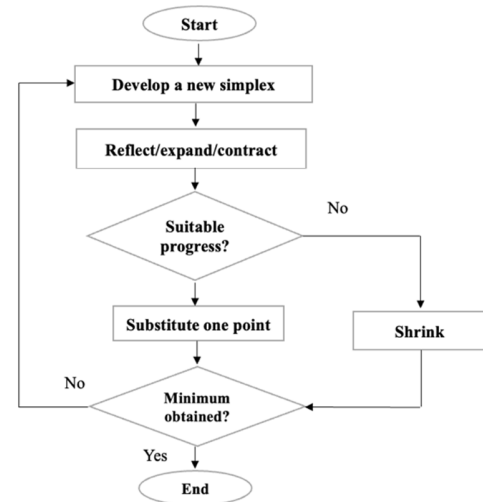 Start
Develop a new simplex
Reflect/expand/contract
No
Suitable
progress?
Substitute one point
Shrink
No
Minimum
obtained?
Yes
End